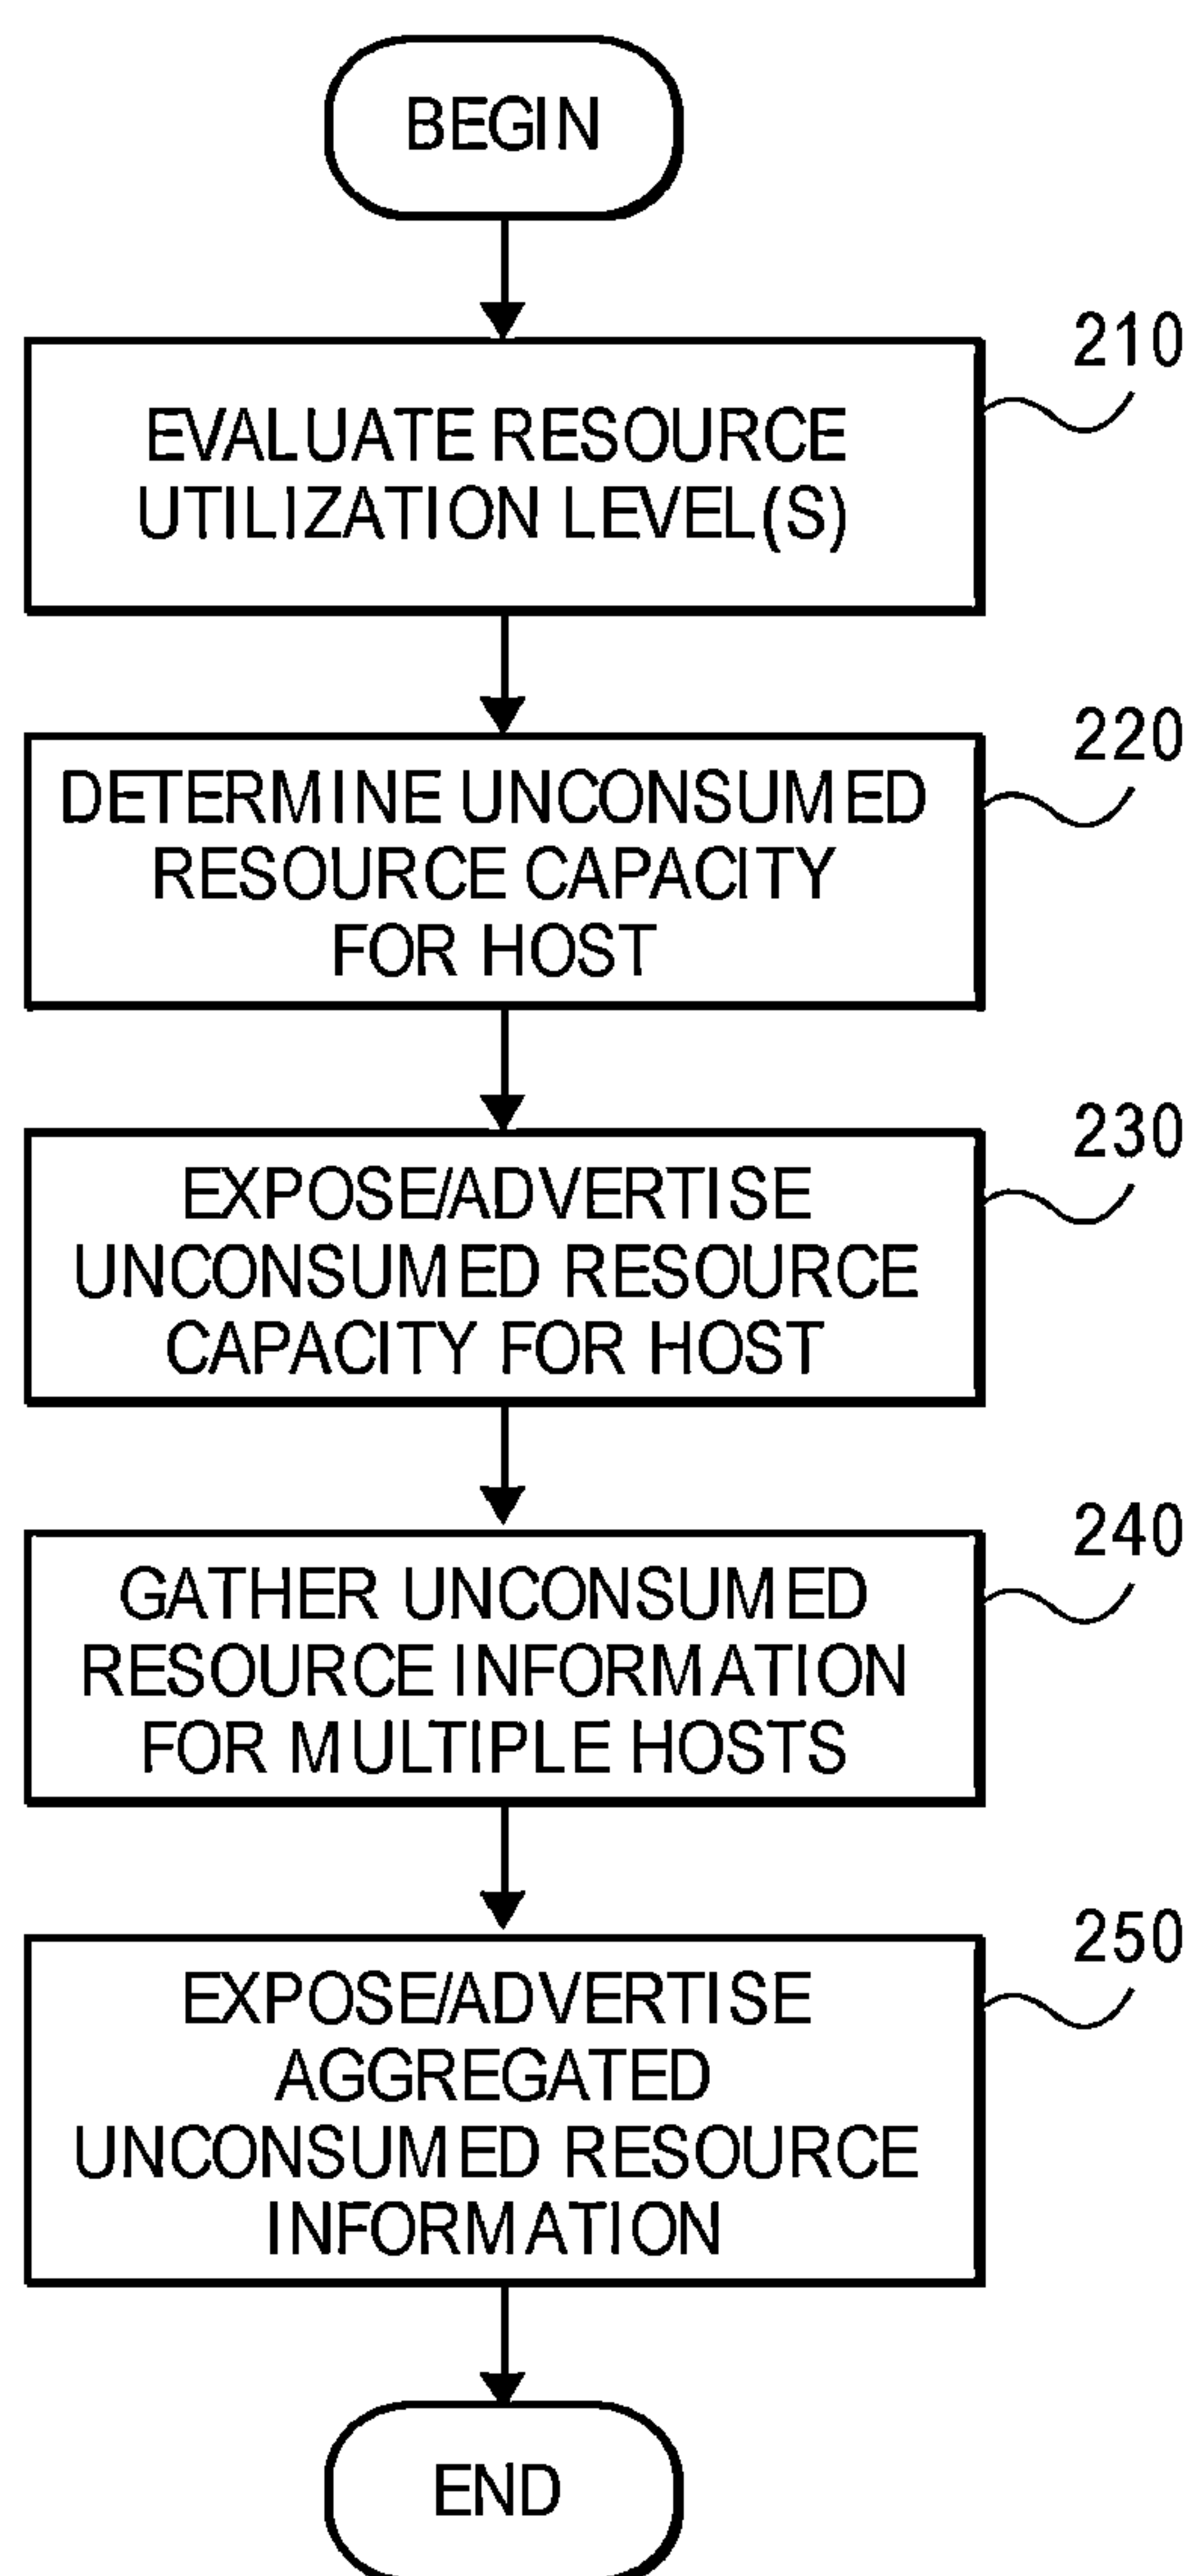 BEGIN
210
EVALUATE RESOURCE
UTILIZATION LEVEL(S)
220
DETERMINE UNCONSUMED
RESOURCE CAPACITY
FOR HOST
230
EXPOSE/ADVERTISE
UNCONSUMED RESOURCE
CAPACITY FOR HOST
240
GATHER UNCONSUMED
RESOURCE INFORMATION
FOR MULTIPLE HOSTS
250
EXPOSE/ADVERTISE
AGGREGATED
UNCONSUMED RESOURCE
INFORMATION
END